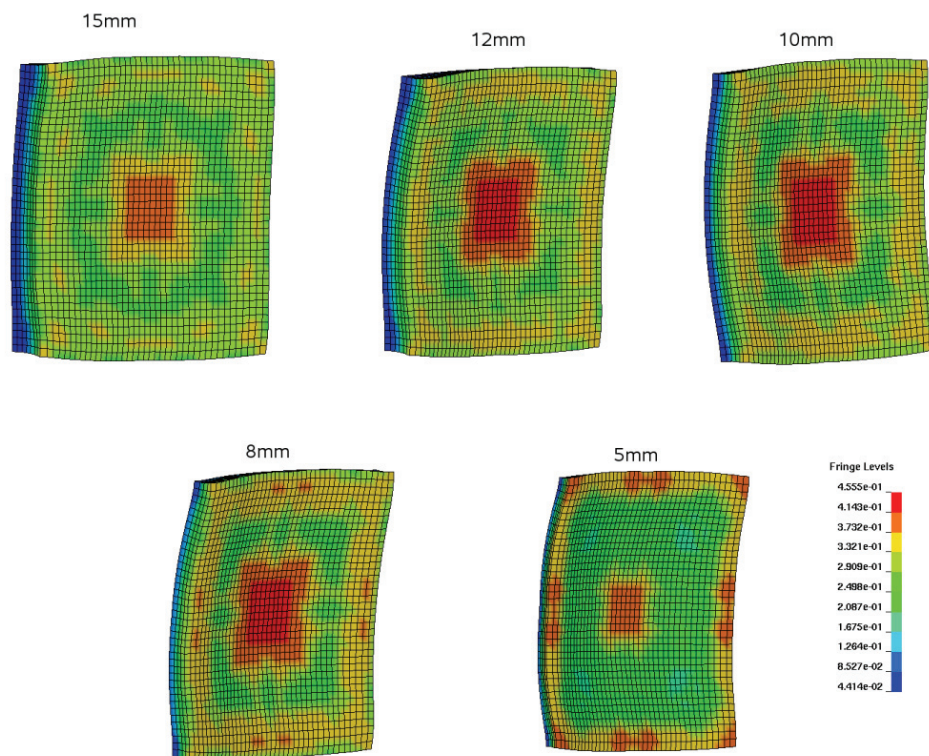 15mm
12mm
10mm
8mm
5mm
Fringe Levels
4.555e-01
4.143e-01
3.732e-01
3.321e-01
2.909e-01
2.498e-01
2.087e-01
1.675e-01
1.264e-01
8.527e-02
4.414e-02